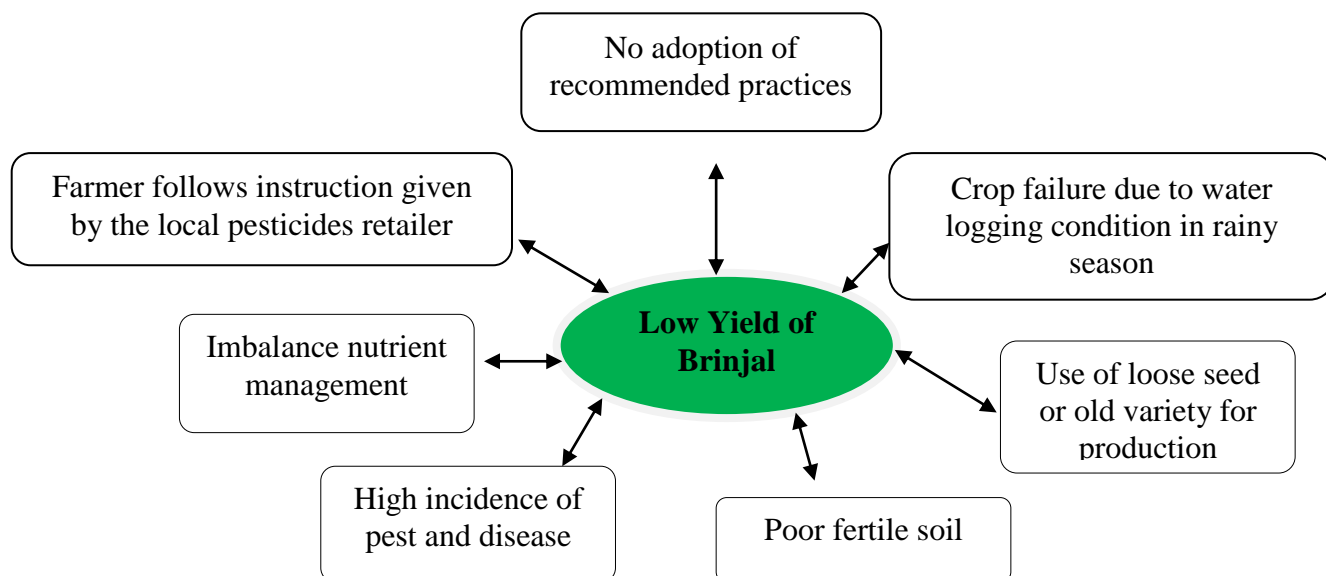 No adoption of
recommended practices
Farmer follows instruction given
by the local pesticides retailer
Crop failure due to water
logging condition in rainy
season
Low Yield of
Brinjal
Imbalance nutrient
management
Use of loose seed
or old variety for
production
High incidence of
pest and disease
Poor fertile soil